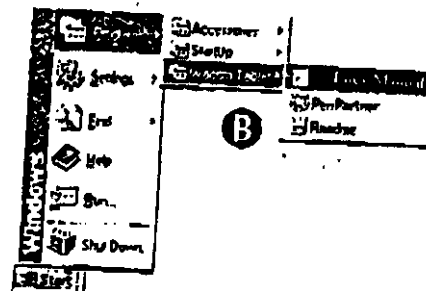 Programs
Accessories
StartUp
Settings
Find
PenPartner
Readme
B
Help
Run...
Windows
Shut Down
Start